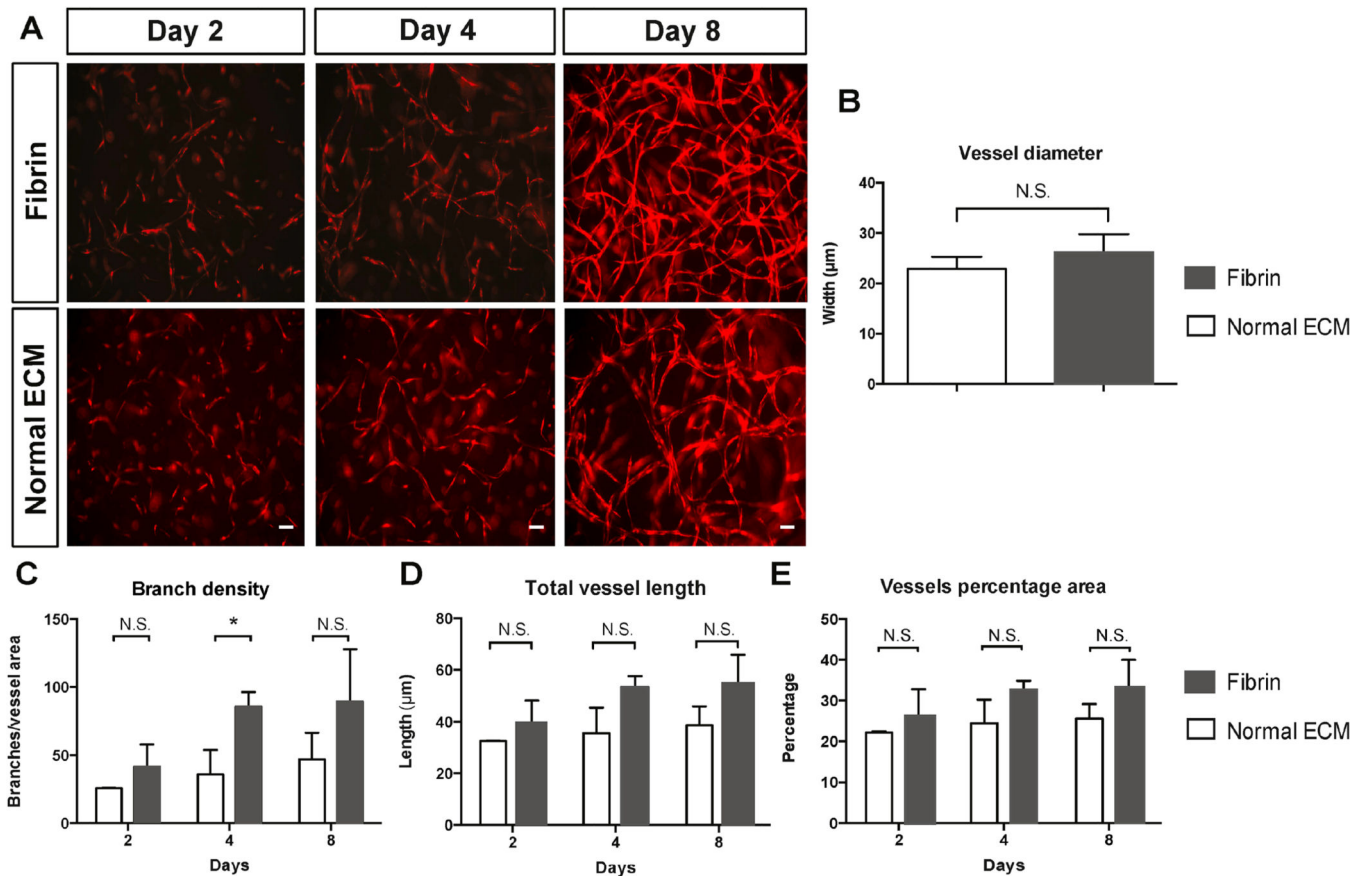 A
Day 2
Day 4
Day 8
Fibrin
Normal ECM
B
Vessel diameter
N.S.
40
30
20
10
0
Width (µm)
Fibrin
Normal ECM
C
Branch density
N.S.
*
N.S.
150
100
50
0
Branches/vessel area
2
4
8
Days
D
Total vessel length
N.S.
N.S.
N.S.
80
60
40
20
0
Length (µm)
2
4
8
Days
E
Vessels percentage area
N.S.
N.S.
N.S.
50
40
30
20
10
0
Percentage
2
4
8
Days
Fibrin
Normal ECM